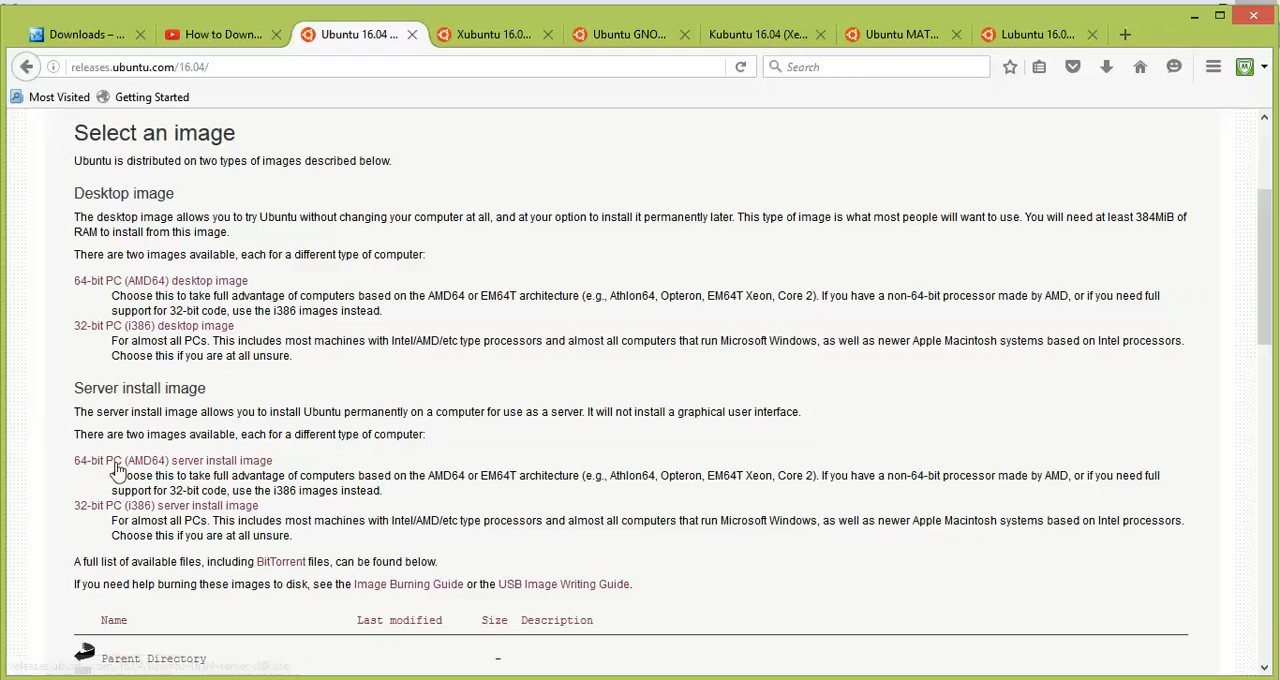 Downloads – ...
How to Down...
Ubuntu 16.04 ...
Xubuntu 16.0...
Ubuntu GNO...
Kubuntu 16.04 (Xe...
Ubuntu MAT...
Lubuntu 16.0...
releases.ubuntu.com/16.04/
Search
Most Visited
Getting Started
Select an image
Ubuntu is distributed on two types of images described below.
Desktop image
The desktop image allows you to try Ubuntu without changing your computer at all, and at your option to install it permanently later. This type of image is what most people will want to use. You will need at least 384MiB of
RAM to install from this image.
There are two images available, each for a different type of computer:
64-bit PC (AMD64) desktop image
Choose this to take full advantage of computers based on the AMD64 or EM64T architecture (e.g., Athlon64, Opteron, EM64T Xeon, Core 2). If you have a non-64-bit processor made by AMD, or if you need full
support for 32-bit code, use the i386 images instead.
32-bit PC (i386) desktop image
For almost all PCs. This includes most machines with Intel/AMD/etc type processors and almost all computers that run Microsoft Windows, as well as newer Apple Macintosh systems based on Intel processors.
Choose this if you are at all unsure.
Server install image
The server install image allows you to install Ubuntu permanently on a computer for use as a server. It will not install a graphical user interface.
There are two images available, each for a different type of computer:
64-bit PC (AMD64) server install image
Choose this to take full advantage of computers based on the AMD64 or EM64T architecture (e.g., Athlon64, Opteron, EM64T Xeon, Core 2). If you have a non-64-bit processor made by AMD, or if you need full
support for 32-bit code, use the i386 images instead.
32-bit PC (i386) server install image
For almost all PCs. This includes most machines with Intel/AMD/etc type processors and almost all computers that run Microsoft Windows, as well as newer Apple Macintosh systems based on Intel processors.
Choose this if you are at all unsure.
A full list of available files, including BitTorrent files, can be found below.
If you need help burning these images to disk, see the Image Burning Guide or the USB Image Writing Guide.
Name Last modified Size Description
Parent Directory -